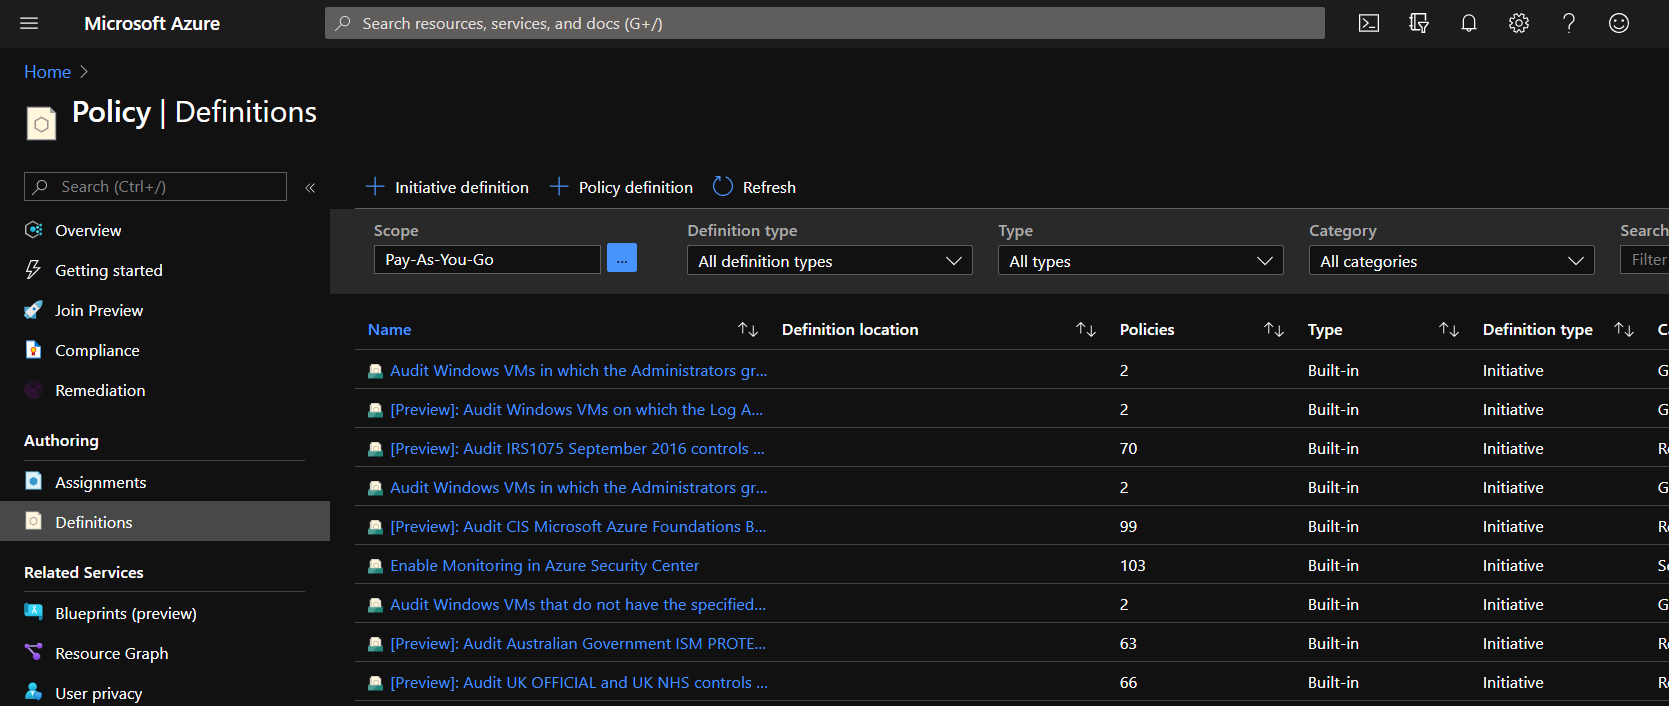 Microsoft Azure
Search resources, services, and docs (G+/)
Home
Policy | Definitions
Search (Ctrl+/)
«
Overview
Getting started
Join Preview
Compliance
Remediation
Authoring
Assignments
Definitions
Related Services
Blueprints (preview)
Resource Graph
User privacy
Initiative definition
Policy definition
Refresh
Scope
Pay-As-You-Go
...
Definition type
All definition types
Type
All types
Category
All categories
Search
Filter
Name Definition location Policies Type Definition type
Audit Windows VMs in which the Administrators gr... 2 Built-in Initiative G
[Preview]: Audit Windows VMs on which the Log A... 2 Built-in Initiative G
[Preview]: Audit IRS1075 September 2016 controls ... 70 Built-in Initiative Re
Audit Windows VMs in which the Administrators gr... 2 Built-in Initiative G
[Preview]: Audit CIS Microsoft Azure Foundations B... 99 Built-in Initiative Re
Enable Monitoring in Azure Security Center 103 Built-in Initiative Se
Audit Windows VMs that do not have the specified... 2 Built-in Initiative G
[Preview]: Audit Australian Government ISM PROTE... 63 Built-in Initiative Re
[Preview]: Audit UK OFFICIAL and UK NHS controls ... 66 Built-in Initiative Re